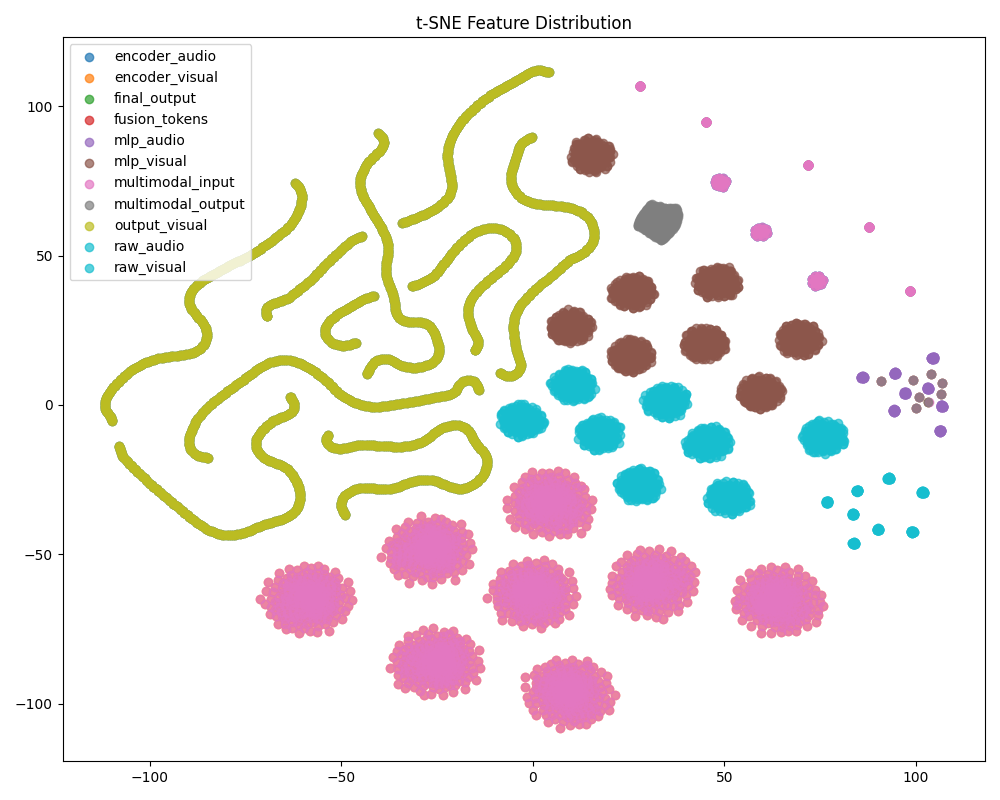 t-SNE Feature Distribution
encoder_audio
encoder_visual
final_output
fusion_tokens
mlp_audio
mlp_visual
multimodal_input
multimodal_output
output_visual
raw_audio
raw_visual
100
50
0
−50
−100
−100 −50 0 50 100